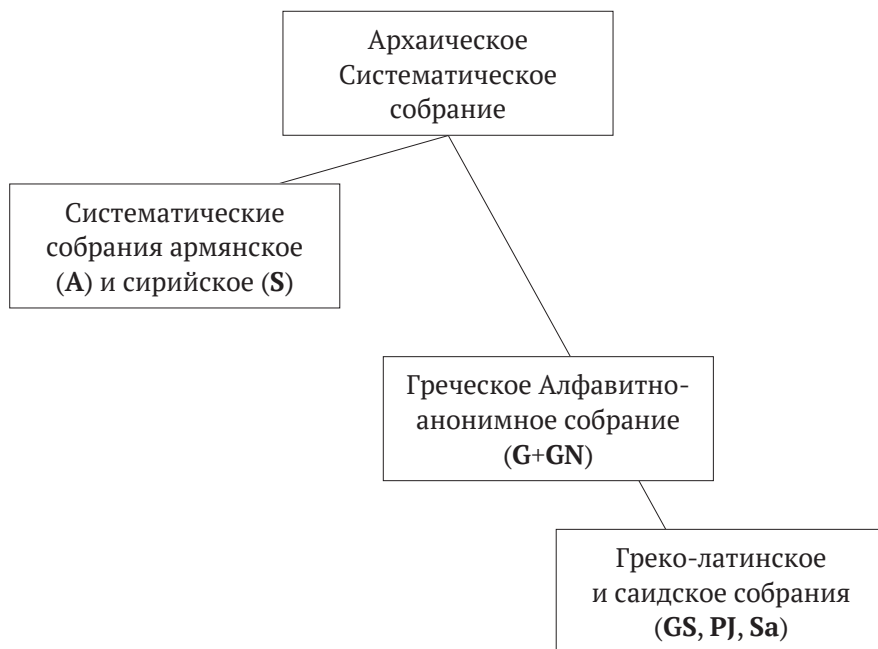 Архаическое
Систематическое
собрание
Систематические
собрания армянское
(A) и сирийское (S)
Греческое Алфавитно-
анонимное собрание
(G+GN)
Греко-латинское
и саидское собрания
(GS, PJ, Sa)